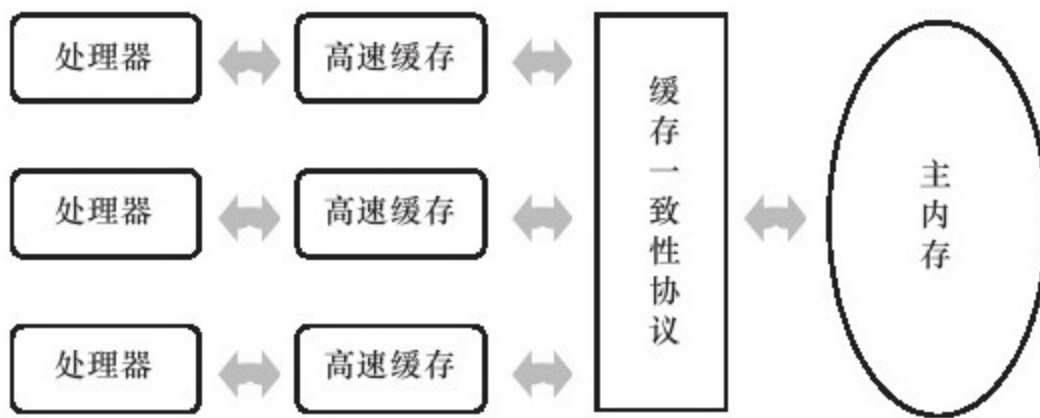 处理器
高速缓存
处理器
高速缓存
处理器
高速缓存
缓存一致性协议
主内存